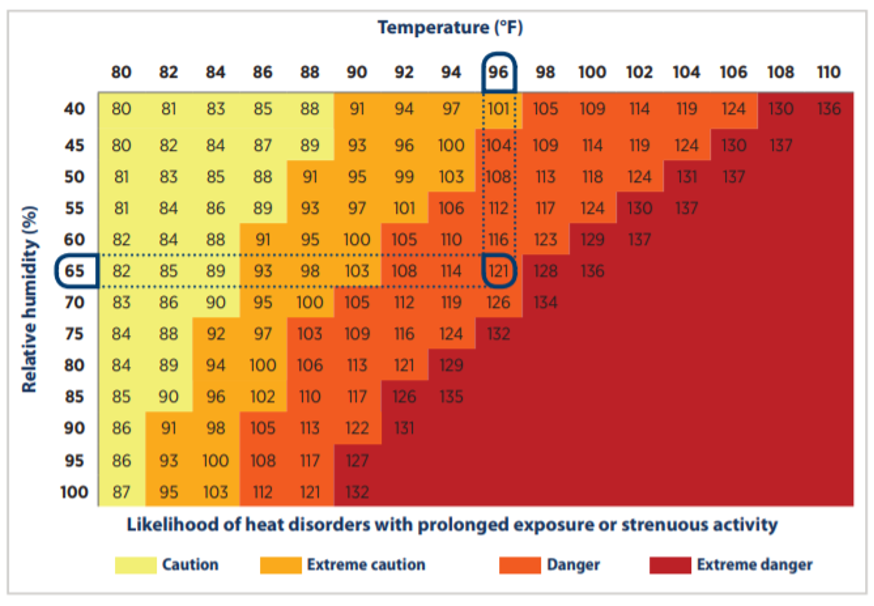 Temperature (°F)
80 82 84 86 88 90 92 94 96 98 100 102 104 106 108 110
Relative humidity (%)
40 80 81 83 85 88 91 94 97 101 105 109 114 119 124 130 136
45 80 82 84 87 89 93 96 100 104 109 114 119 124 130 137
50 81 83 85 88 91 95 99 103 108 113 118 124 131 137
55 81 84 86 89 93 97 101 106 112 117 124 130 137
60 82 84 88 91 95 100 105 110 116 123 129 137
65 82 85 89 93 98 103 108 114 121 128 136
70 83 86 90 95 100 105 112 119 126 134
75 84 88 92 97 103 109 116 124 132
80 84 89 94 100 106 113 121 129
85 85 90 96 102 110 117 126 135
90 86 91 98 105 113 122 131
95 86 93 100 108 117 127
100 87 95 103 112 121 132
Likelihood of heat disorders with prolonged exposure or strenuous activity
Caution Extreme caution Danger Extreme danger